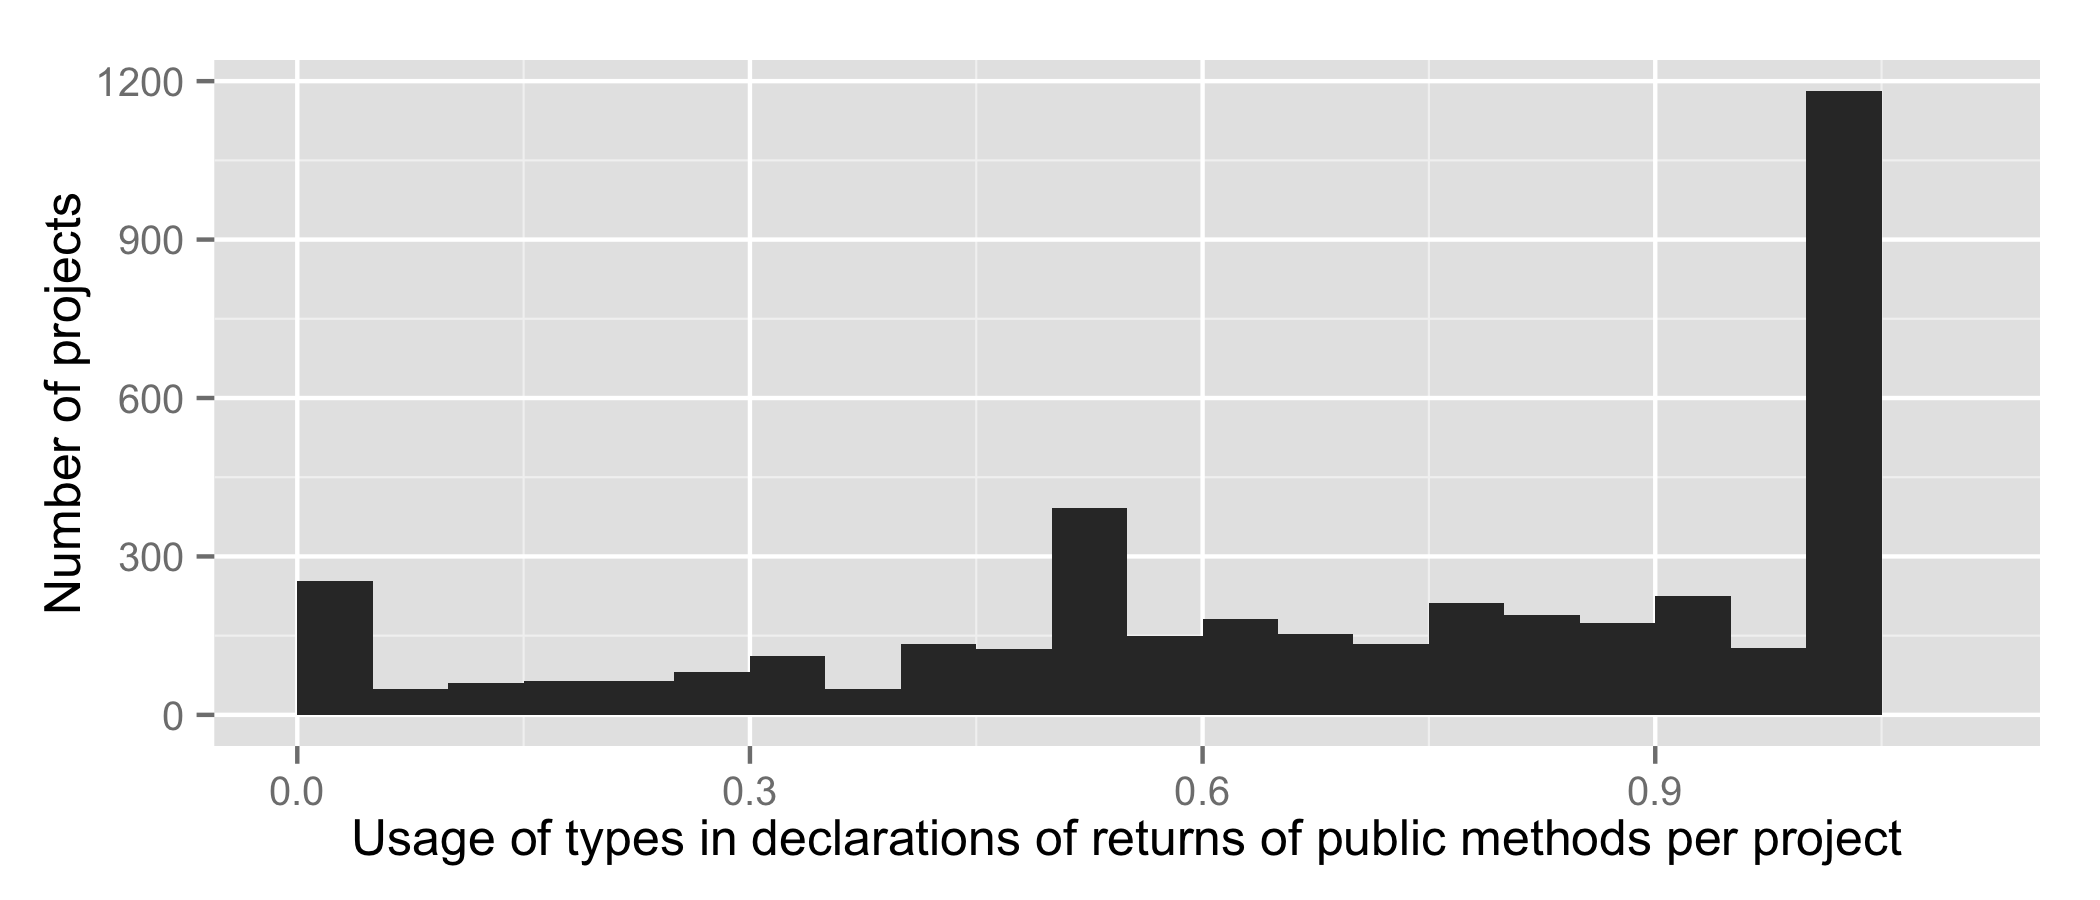 Number of projects
1200
900
600
300
0
0.0 0.3 0.6 0.9
Usage of types in declarations of returns of public methods per project